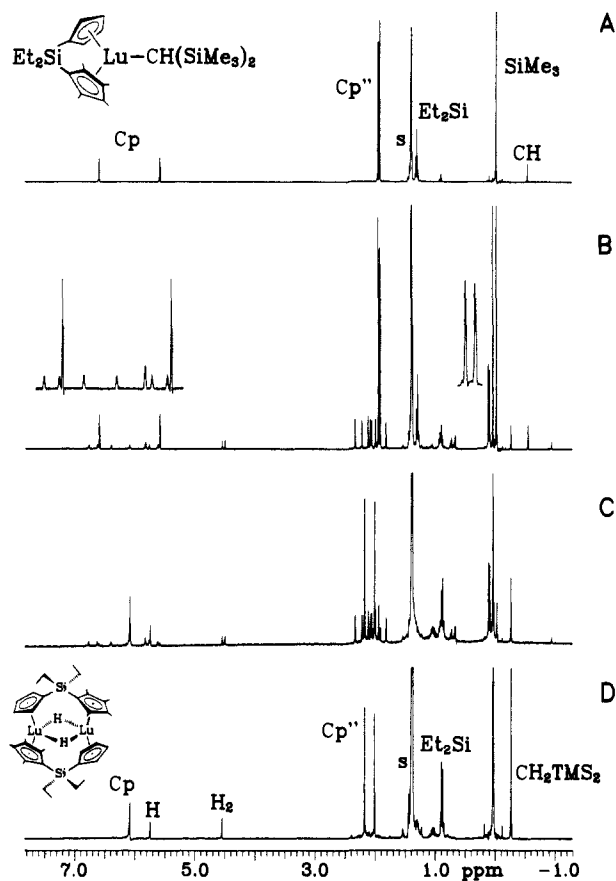 A
Et₂Si Lu—CH(SiMe₃)₂
Cp
Cp"
s
Et₂Si
SiMe₃
CH
B
C
D
Si
Lu H Lu
H
Si
Cp
H
H₂
Cp"
s
Et₂Si
CH₂TMS₂
7.0 5.0 3.0 1.0 ppm −1.0